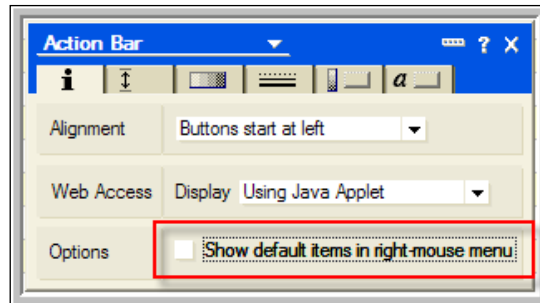 Action Bar ? X
i a
Alignment Buttons start at left
Web Access Display Using Java Applet
Options Show default items in right-mouse menu